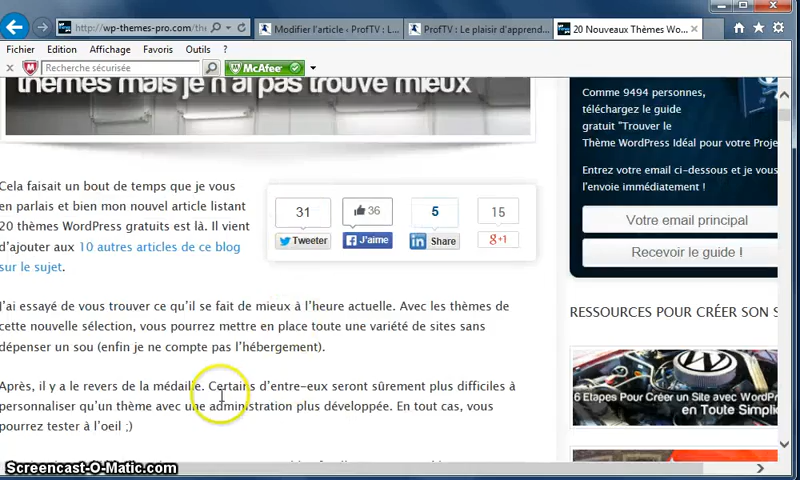 http://wp-themes-pro.com/the
Modifier l'article ‹ ProfTV : L...
ProfTV : Le plaisir d'apprend...
20 Nouveaux Thèmes Wo...
Fichier Edition Affichage Favoris Outils ?
Recherche sécurisée
McAfee
thèmes mais je n'ai pas trouvé mieux
Comme 9494 personnes,
téléchargez le guide
gratuit "Trouver le
Thème WordPress Idéal pour votre Proje
Entrez votre email ci-dessous et je vous
l'envoie immédiatement !
Votre email principal
Recevoir le guide !
Cela faisait un bout de temps que je vous
en parlais et bien mon nouvel article listant
20 thèmes WordPress gratuits est là. Il vient
d'ajouter aux 10 autres articles de ce blog
sur le sujet.
31 36 5 15
Tweeter J'aime Share +1
J'ai essayé de vous trouver ce qu'il se fait de mieux à l'heure actuelle. Avec les thèmes de
cette nouvelle sélection, vous pourrez mettre en place toute une variété de sites sans
dépenser un sou (enfin je ne compte pas l'hébergement).
Après, il y a le revers de la médaille. Certains d'entre-eux seront sûrement plus difficiles à
personnaliser qu'un thème avec une administration plus développée. En tout cas, vous
pourrez tester à l'oeil ;)
RESSOURCES POUR CRÉER SON S
6 Etapes Pour Créer un Site avec WordPr
en Toute Simplic
Screencast-O-Matic.com